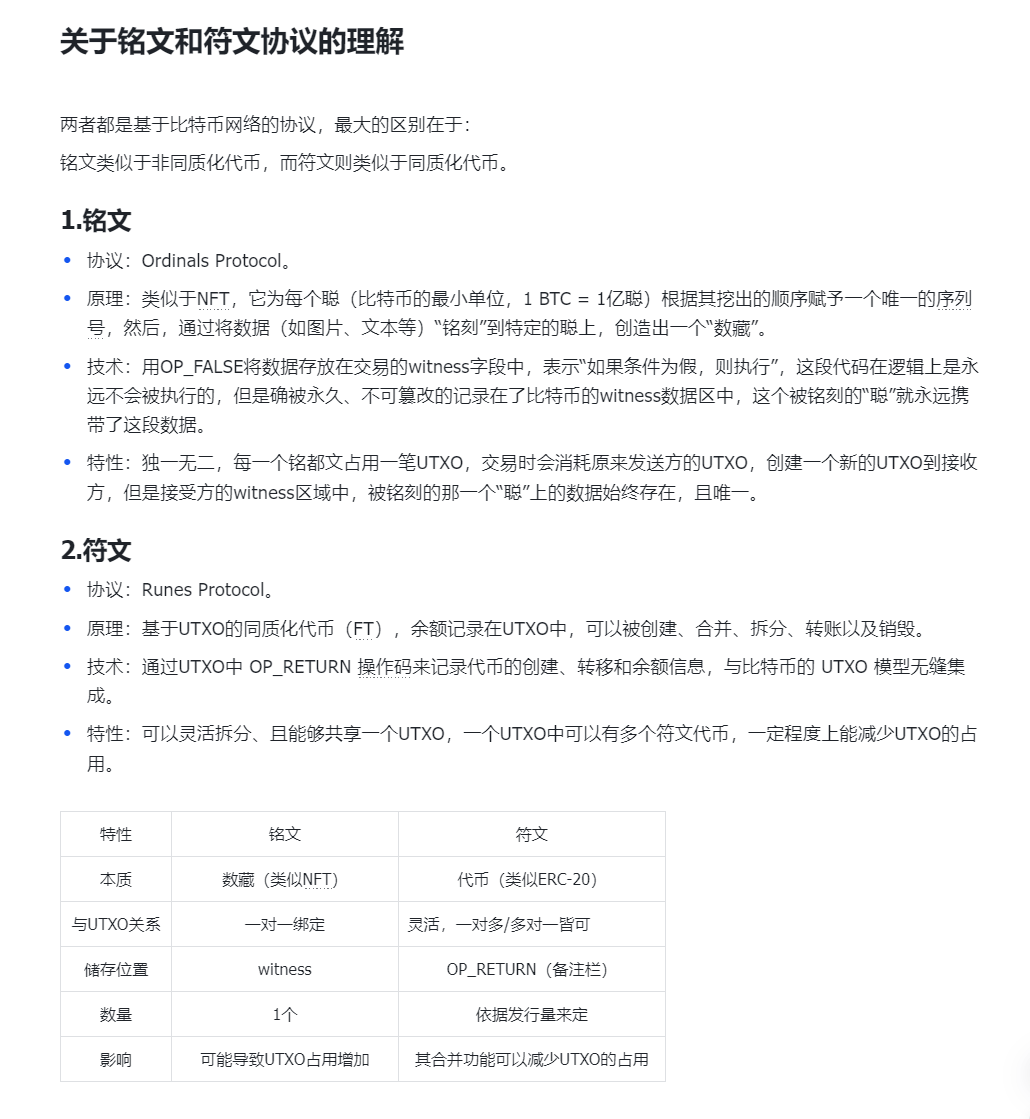 关于铭文和符文协议的理解
两者都是基于比特币网络的协议，最大的区别在于：
铭文类似于非同质化代币，而符文则类似于同质化代币。
1.铭文
• 协议：Ordinals Protocol。
• 原理：类似于NFT，它为每个聪（比特币的最小单位，1 BTC = 1亿聪）根据其挖出的顺序赋予一个唯一的序列
号，然后，通过将数据（如图片、文本等）“铭刻”到特定的聪上，创造出一个“数藏”。
• 技术：用OP_FALSE将数据存放在交易的witness字段中，表示“如果条件为假，则执行”，这段代码在逻辑上是永
远不会被执行的，但是确被永久、不可篡改的记录在了比特币的witness数据区中，这个被铭刻的“聪”就永远携
带了这段数据。
• 特性：独一无二，每一个铭都文占用一笔UTXO，交易时会消耗原来发送方的UTXO，创建一个新的UTXO到接收
方，但是接受方的witness区域中，被铭刻的那一个“聪”上的数据始终存在，且唯一。
2.符文
• 协议：Runes Protocol。
• 原理：基于UTXO的同质化代币（FT），余额记录在UTXO中，可以被创建、合并、拆分、转账以及销毁。
• 技术：通过UTXO中 OP_RETURN 操作码来记录代币的创建、转移和余额信息，与比特币的 UTXO 模型无缝集
成。
• 特性：可以灵活拆分、且能够共享一个UTXO，一个UTXO中可以有多个符文代币，一定程度上能减少UTXO的占
用。
特性 铭文 符文
本质 数藏（类似NFT） 代币（类似ERC-20）
与UTXO关系 一对一绑定 灵活，一对多/多对一皆可
储存位置 witness OP_RETURN（备注栏）
数量 1个 依据发行量来定
影响 可能导致UTXO占用增加 其合并功能可以减少UTXO的占用